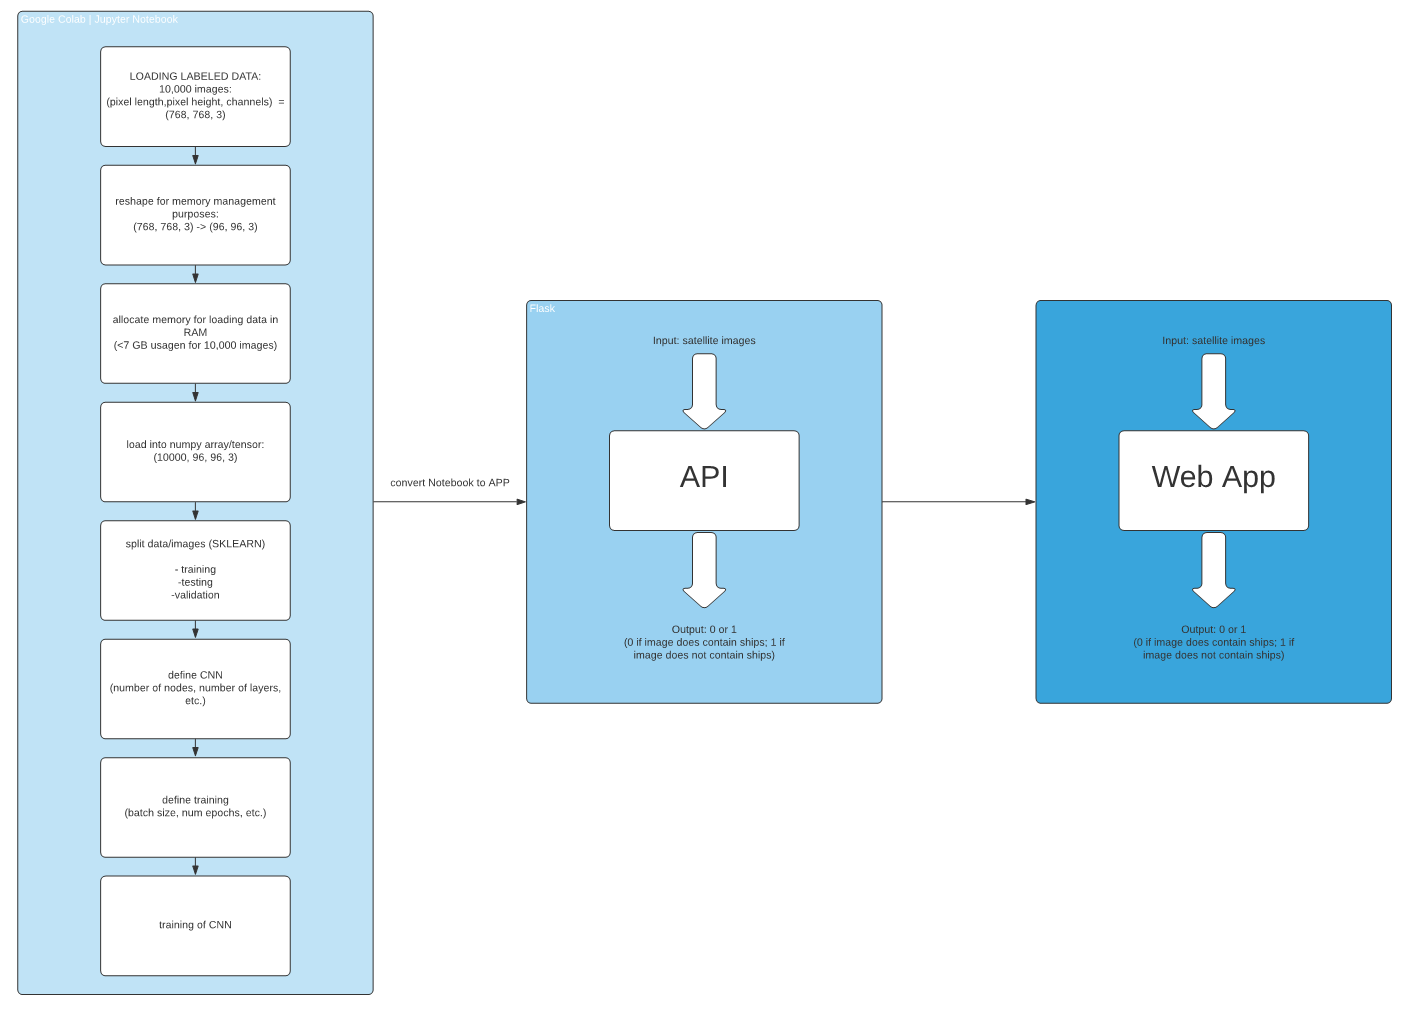 Google Colab | Jupyter Notebook
LOADING LABELED DATA:
10,000 images:
(pixel length,pixel height, channels)  =
(768, 768, 3)
reshape for memory management
purposes:
(768, 768, 3) -> (96, 96, 3)
allocate memory for loading data in
RAM
(<7 GB usagen for 10,000 images)
load into numpy array/tensor:
(10000, 96, 96, 3)
split data/images (SKLEARN)
- training
-testing
-validation
define CNN
(number of nodes, number of layers,
etc.)
define training
(batch size, num epochs, etc.)
training of CNN
convert Notebook to APP
Flask
Input: satellite images
API
Output: 0 or 1
(0 if image does contain ships; 1 if
image does not contain ships)
Input: satellite images
Web App
Output: 0 or 1
(0 if image does contain ships; 1 if
image does not contain ships)